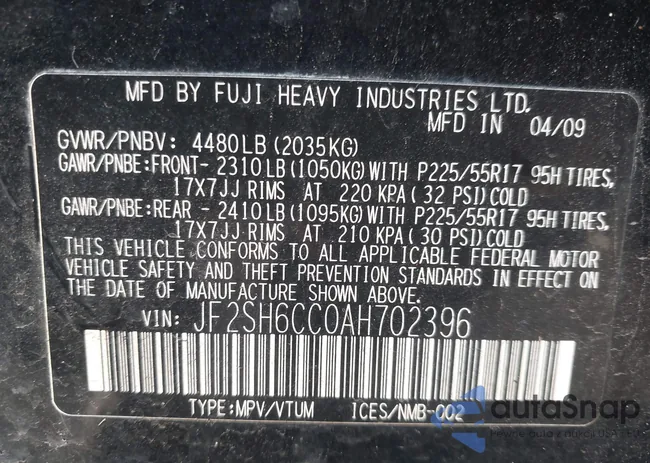 MFD BY FUJI HEAVY INDUSTRIES LTD.
MFD IN 04/09
GVWR/PNBV: 4480LB (2035KG)
GAWR/PNBE:FRONT- 2310LB (1050KG) WITH P225/55R17 95H TIRES,
17X7JJ RIMS AT 220 KPA ( 32 PSI) COLD
GAWR/PNBE:REAR - 2410LB (1095KG) WITH P225/55R17 95H TIRES,
17X7JJ RIMS AT 210 KPA ( 30 PSI) COLD
THIS VEHICLE CONFORMS TO ALL APPLICABLE FEDERAL MOTOR
VEHICLE SAFETY AND THEFT PREVENTION STANDARDS IN EFFECT ON
THE DATE OF MANUFACTURE SHOWN ABOVE.
VIN: JF2SH6CC0AH702396
TYPE:MPV/VTUM ICES/NMB-002
autoSnap
Pewne auto z aukcji USA